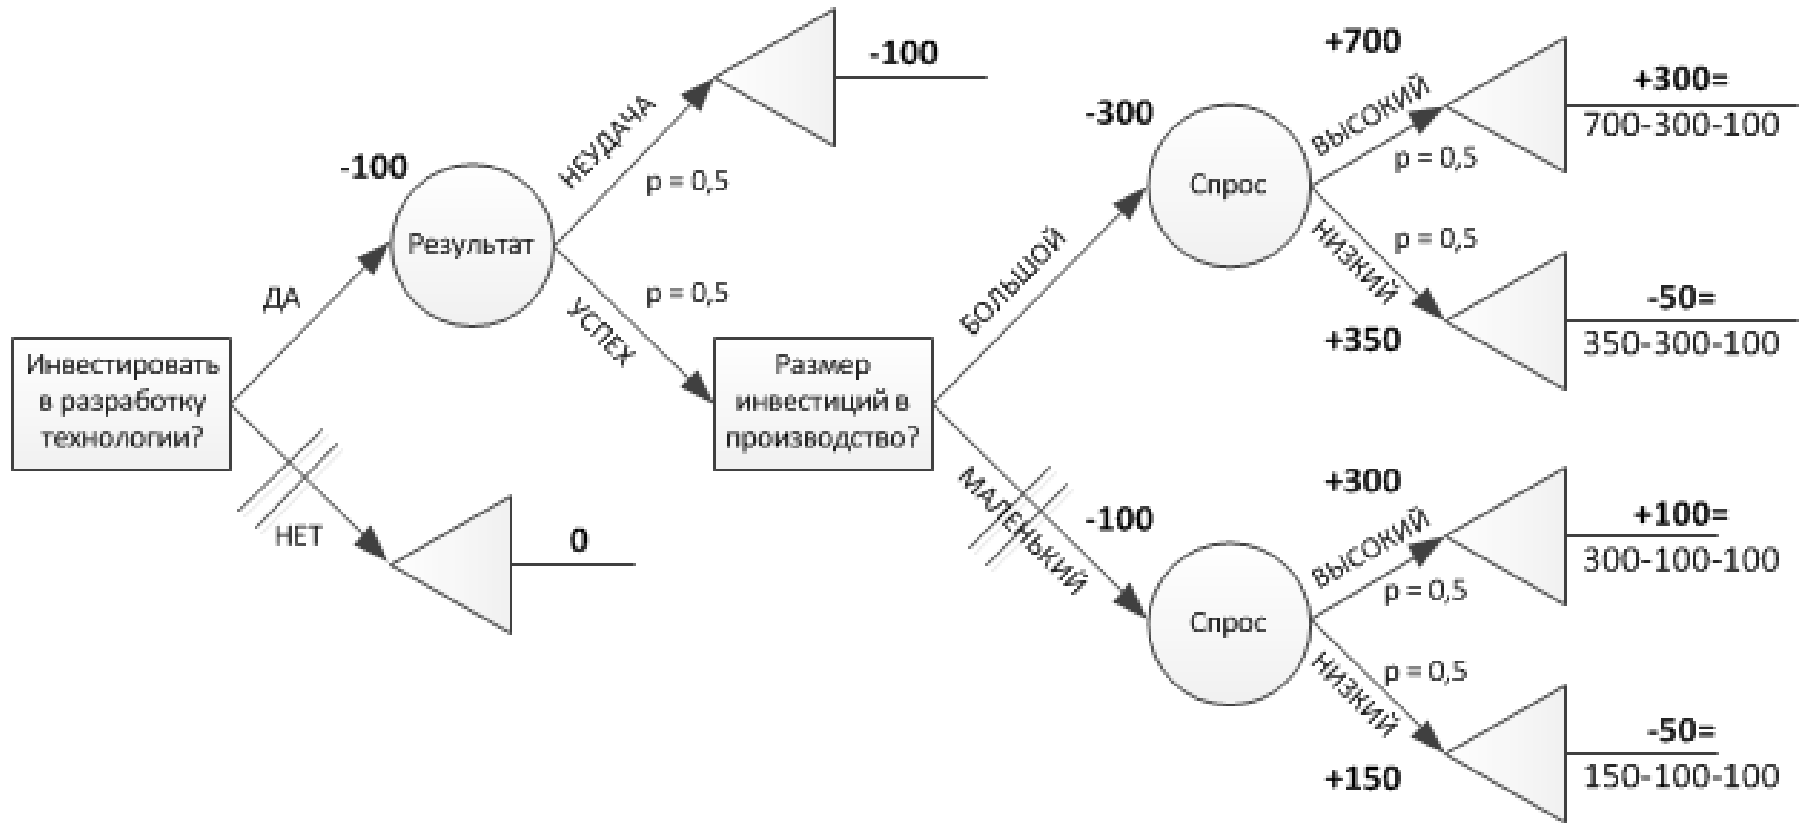 -100
НЕУДАЧА
p = 0,5
-100
Результат
ДА
УСПЕХ
p = 0,5
Инвестировать
в разработку
технологии?
НЕТ
0
Размер
инвестиций в
производство?
БОЛЬШОЙ
-300
Спрос
+700
ВЫСОКИЙ
p = 0,5
+300=
700-300-100
НИЗКИЙ
p = 0,5
+350
-50=
350-300-100
МАЛЕНЬКИЙ
-100
Спрос
+300
ВЫСОКИЙ
p = 0,5
+100=
300-100-100
НИЗКИЙ
p = 0,5
+150
-50=
150-100-100